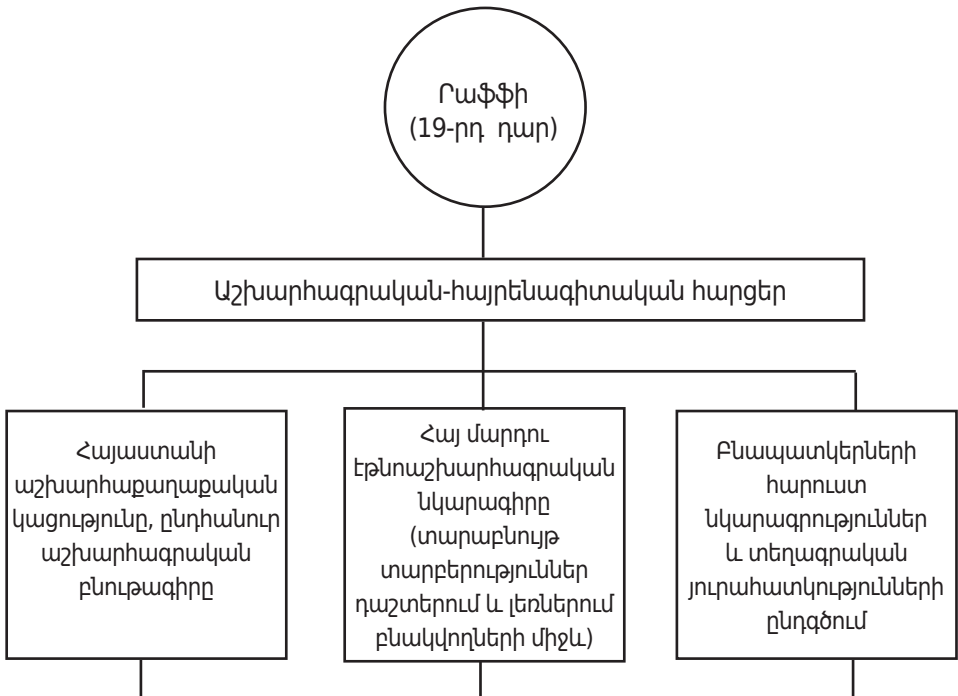 Րաֆֆի
(19-րդ դար)
Աշխարհագրական-հայրենագիտական հարցեր
Հայաստանի
աշխարհաքաղաքական
կացությունը, ընդհանուր
աշխարհագրական
բնութագիրը
Հայ մարդու
էթնոաշխարհագրական
նկարագիրը
(տարաբնույթ
տարբերություններ
դաշտերում և լեռներում
բնակվողների միջև)
Բնապատկերների
հարուստ
նկարագրություններ
և տեղագրական
յուրահատկությունների
ընդգծում